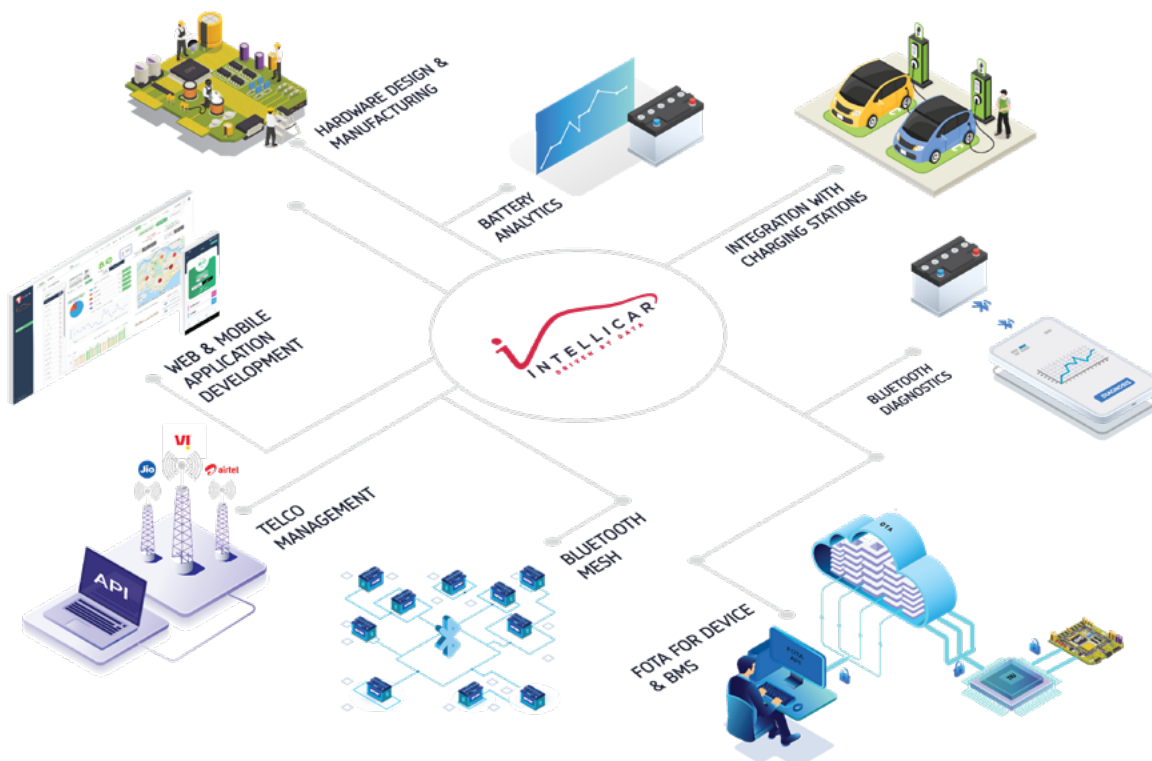 HARDWARE DESIGN &
MANUFACTURING
BATTERY
ANALYTICS
INTEGRATION WITH
CHARGING STATIONS
INTELLICAR
DRIVEN BY DATA
WEB & MOBILE
APPLICATION
DEVELOPMENT
BLUETOOTH
DIAGNOSTICS
DIAGNOSIS
VI
Jio
airtel
TELCO
MANAGEMENT
API
BLUETOOTH
MESH
OTA
FOTA FOR DEVICE
& BMS